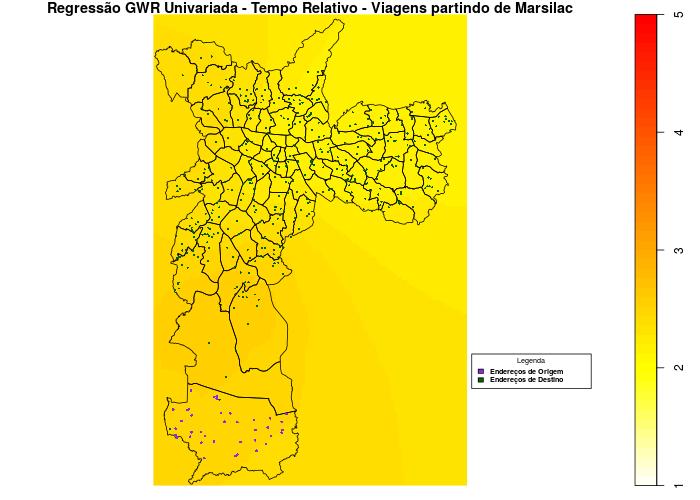 Regressão GWR Univariada - Tempo Relativo - Viagens partindo de Marsilac
5
4
3
2
1
Legenda
Endereços de Origem
Endereços de Destino